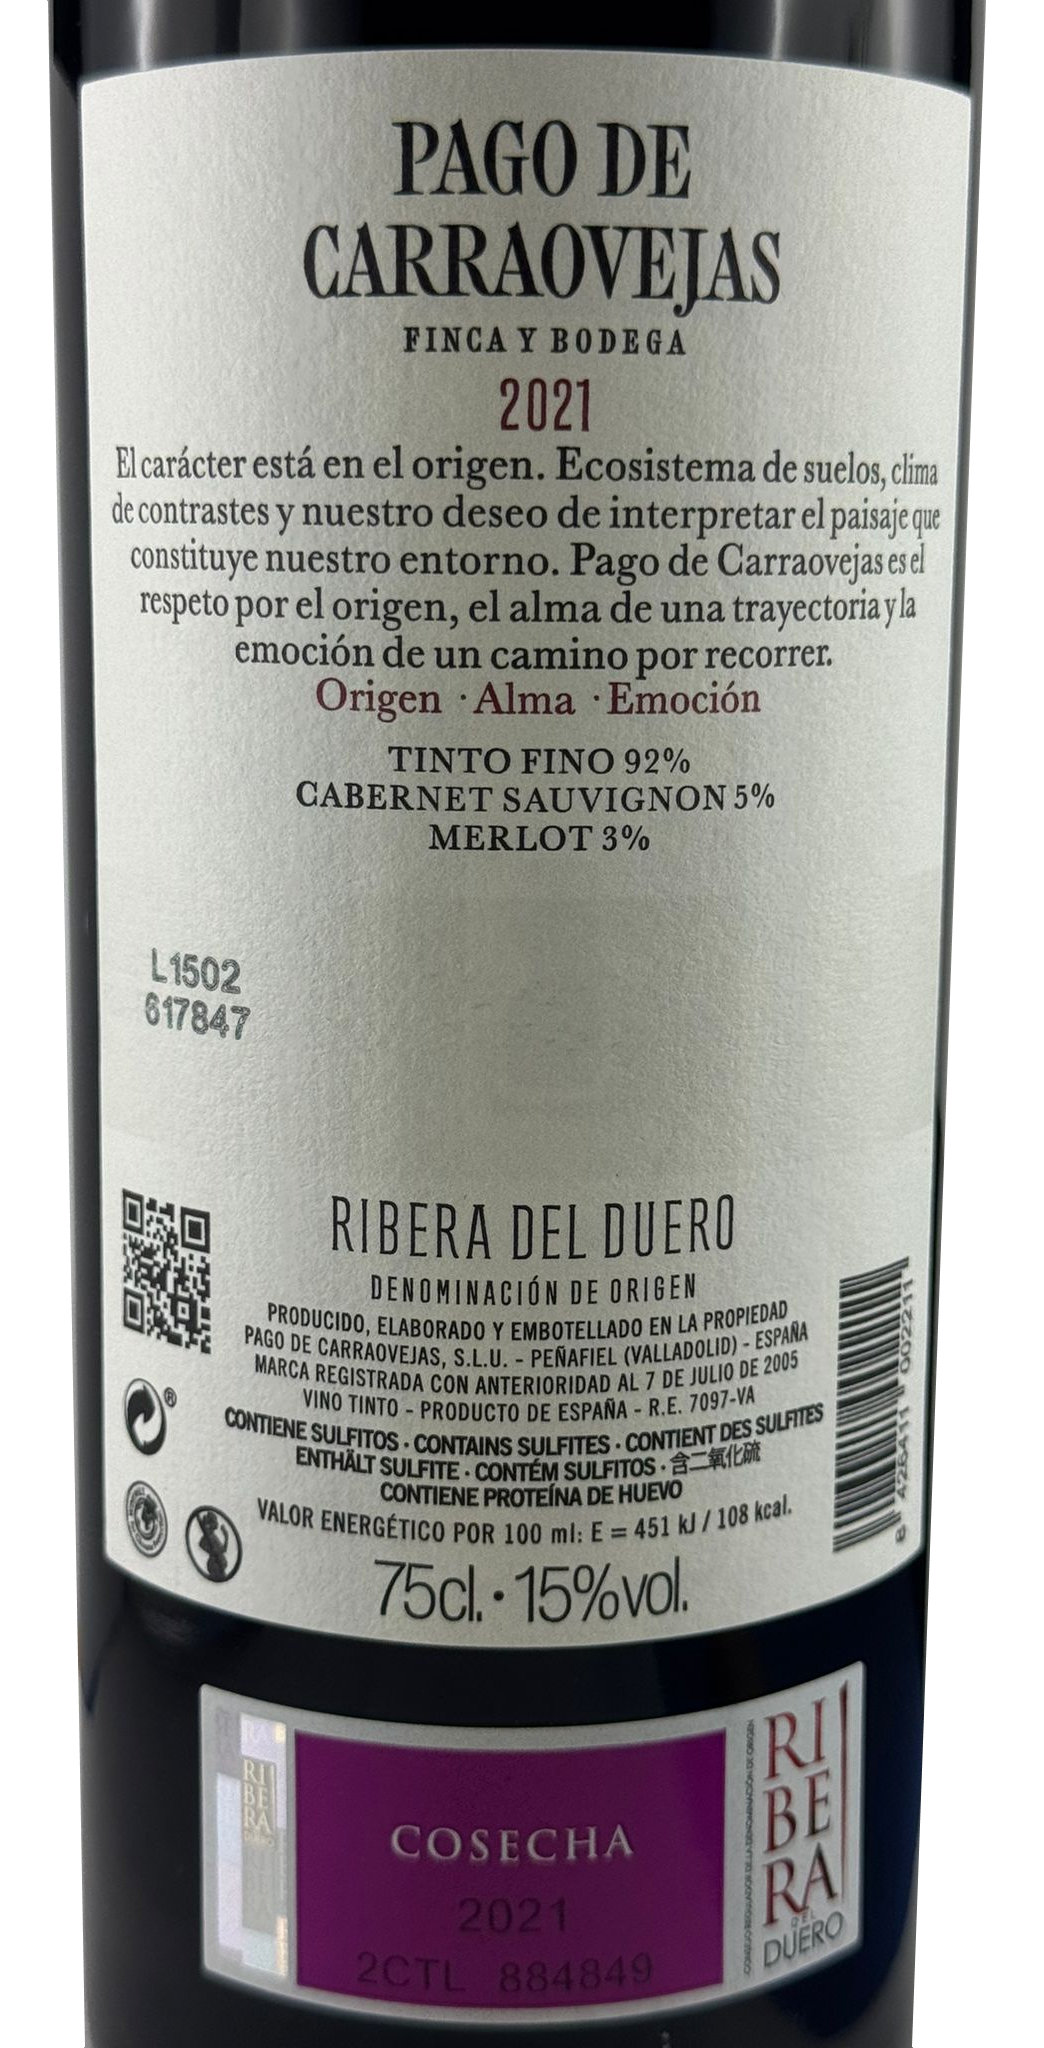 PAGO DE
CARRAOVEJAS
FINCA Y BODEGA
2021
El carácter está en el origen. Ecosistema de suelos, clima
de contrastes y nuestro deseo de interpretar el paisaje que
constituye nuestro entorno. Pago de Carraovejas es el
respeto por el origen, el alma de una trayectoria y la
emoción de un camino por recorrer.
Origen · Alma · Emoción
TINTO FINO 92%
CABERNET SAUVIGNON 5%
MERLOT 3%
L1502
617847
RIBERA DEL DUERO
DENOMINACIÓN DE ORIGEN
PRODUCIDO, ELABORADO Y EMBOTELLADO EN LA PROPIEDAD
PAGO DE CARRAOVEJAS, S.L.U. - PEÑAFIEL (VALLADOLID) - ESPAÑA
MARCA REGISTRADA CON ANTERIORIDAD AL 7 DE JULIO DE 2005
VINO TINTO - PRODUCTO DE ESPAÑA - R.E. 7097-VA
CONTIENE SULFITOS · CONTAINS SULFITES · CONTIENT DES SULFITES
ENTHÄLT SULFITE · CONTÉM SULFITOS · 含二氧化硫
CONTIENE PROTEÍNA DE HUEVO
VALOR ENERGÉTICO POR 100 ml: E = 451 kJ / 108 kcal.
75cl. · 15%vol.
8 426411 002211
®
RIBERA
COSECHA
2021
2CTL 884849
RI
BE
RA
DEL
DUERO